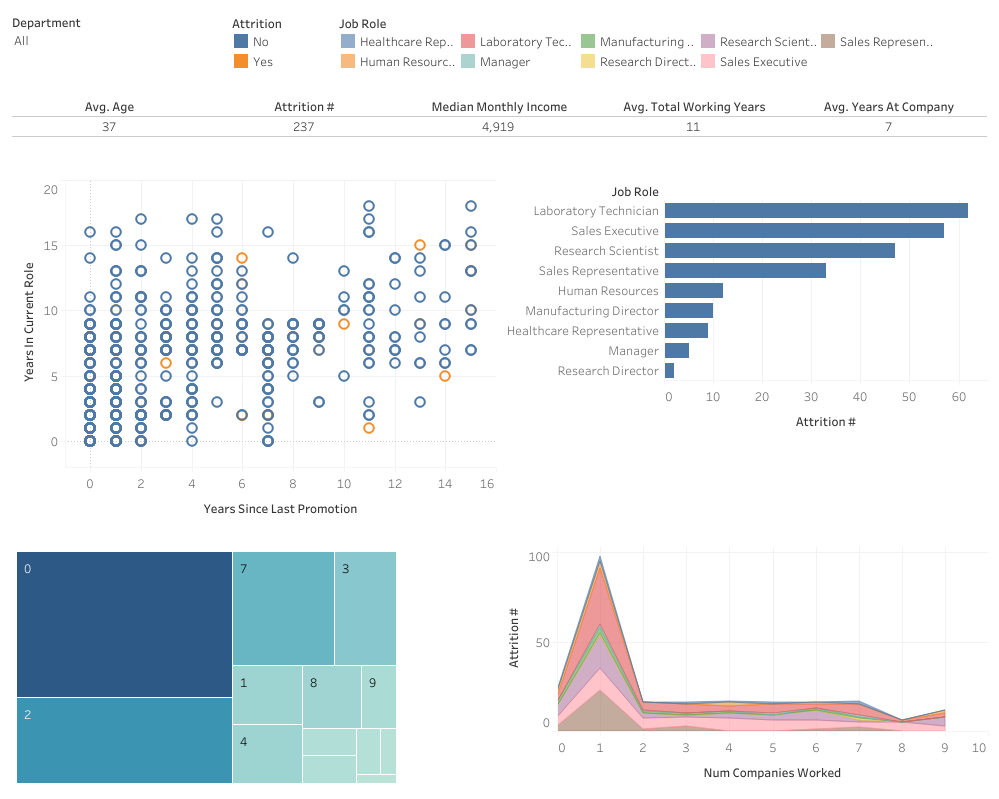 Department
All
Attrition
No
Yes
Job Role
Healthcare Rep..
Laboratory Tec..
Manufacturing ..
Research Scient..
Sales Represen..
Human Resourc..
Manager
Research Direct..
Sales Executive
Avg. Age
Attrition #
Median Monthly Income
Avg. Total Working Years
Avg. Years At Company
37
237
4,919
11
7
Years In Current Role
20
15
10
5
0
0 2 4 6 8 10 12 14 16
Years Since Last Promotion
Job Role
Laboratory Technician
Sales Executive
Research Scientist
Sales Representative
Human Resources
Manufacturing Director
Healthcare Representative
Manager
Research Director
0 10 20 30 40 50 60
Attrition #
0
7
3
2
1
8
9
4
Attrition #
100
50
0
0 1 2 3 4 5 6 7 8 9 10
Num Companies Worked